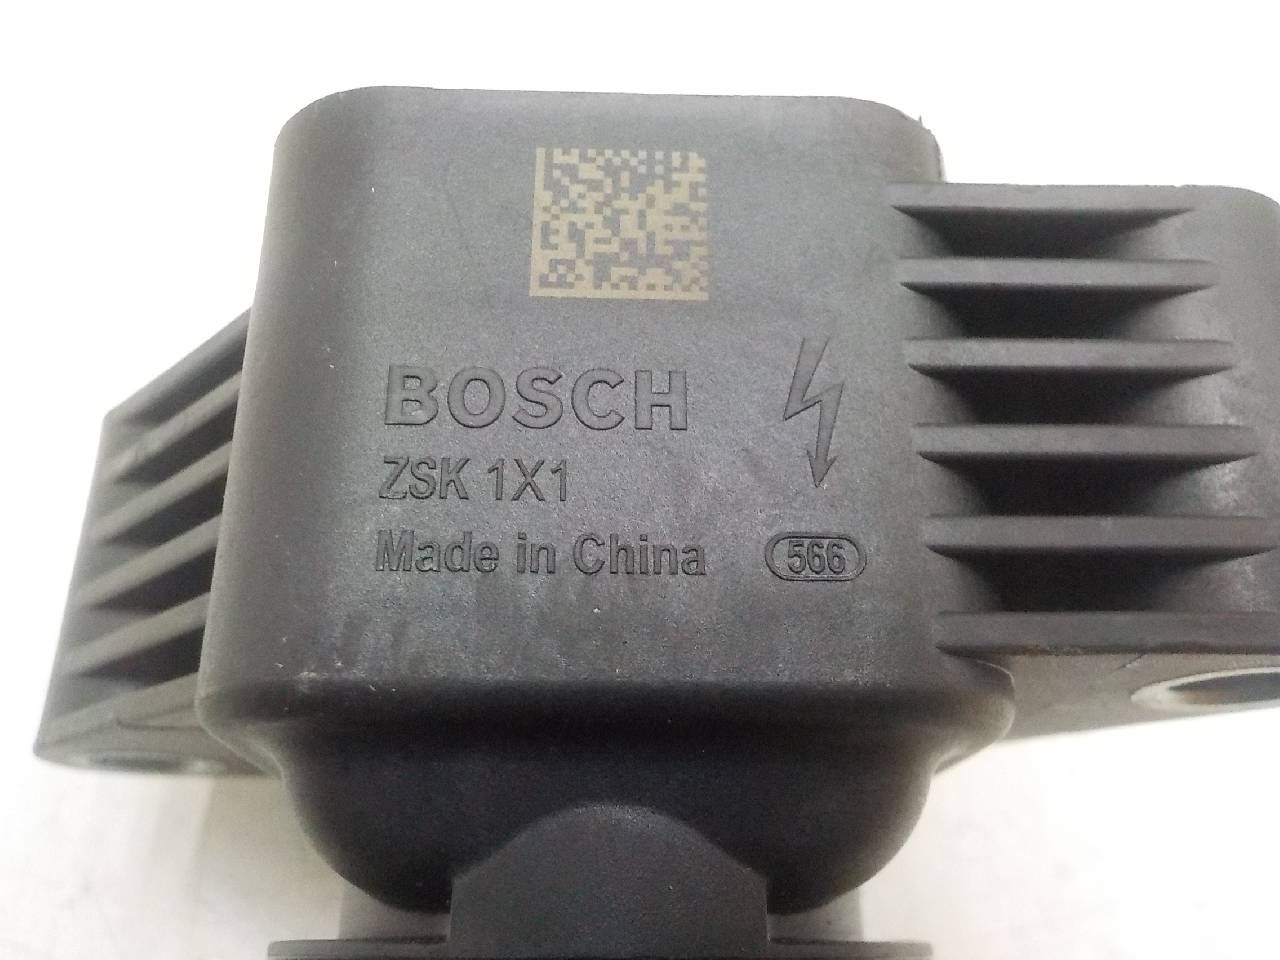 BOSCH
ZSK 1X1
Made in China 566